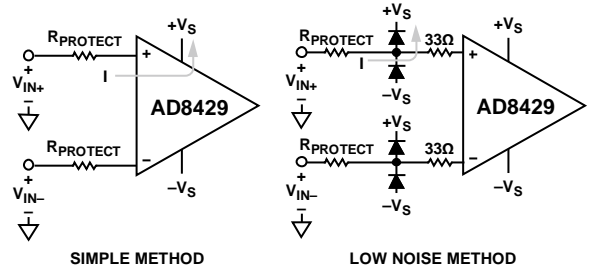 +VS
RPROTECT
+
I
+
VIN+
−
AD8429
RPROTECT
−
+
VIN−
−
−VS
SIMPLE METHOD
+VS
RPROTECT
33Ω
+VS
+
I
+
VIN+
−
−VS
AD8429
+VS
RPROTECT
33Ω
−
+
VIN−
−
−VS
−VS
LOW NOISE METHOD